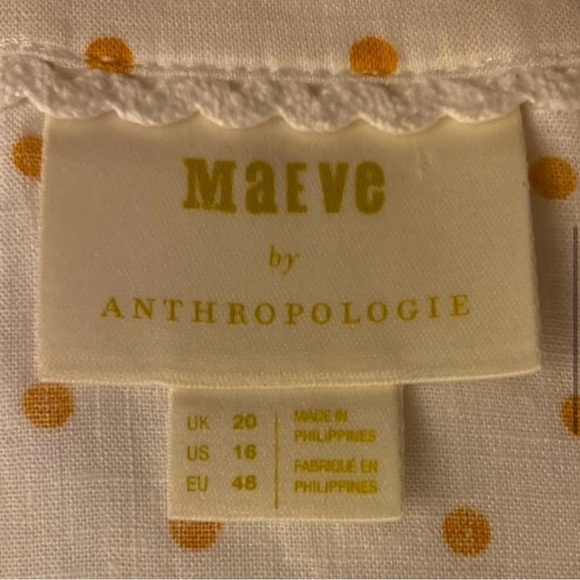 MaEVe
by
ANTHROPOLOGIE
UK 20
US 16
EU 48
MADE IN
PHILIPPINES
FABRIQUÉ EN
PHILIPPINES